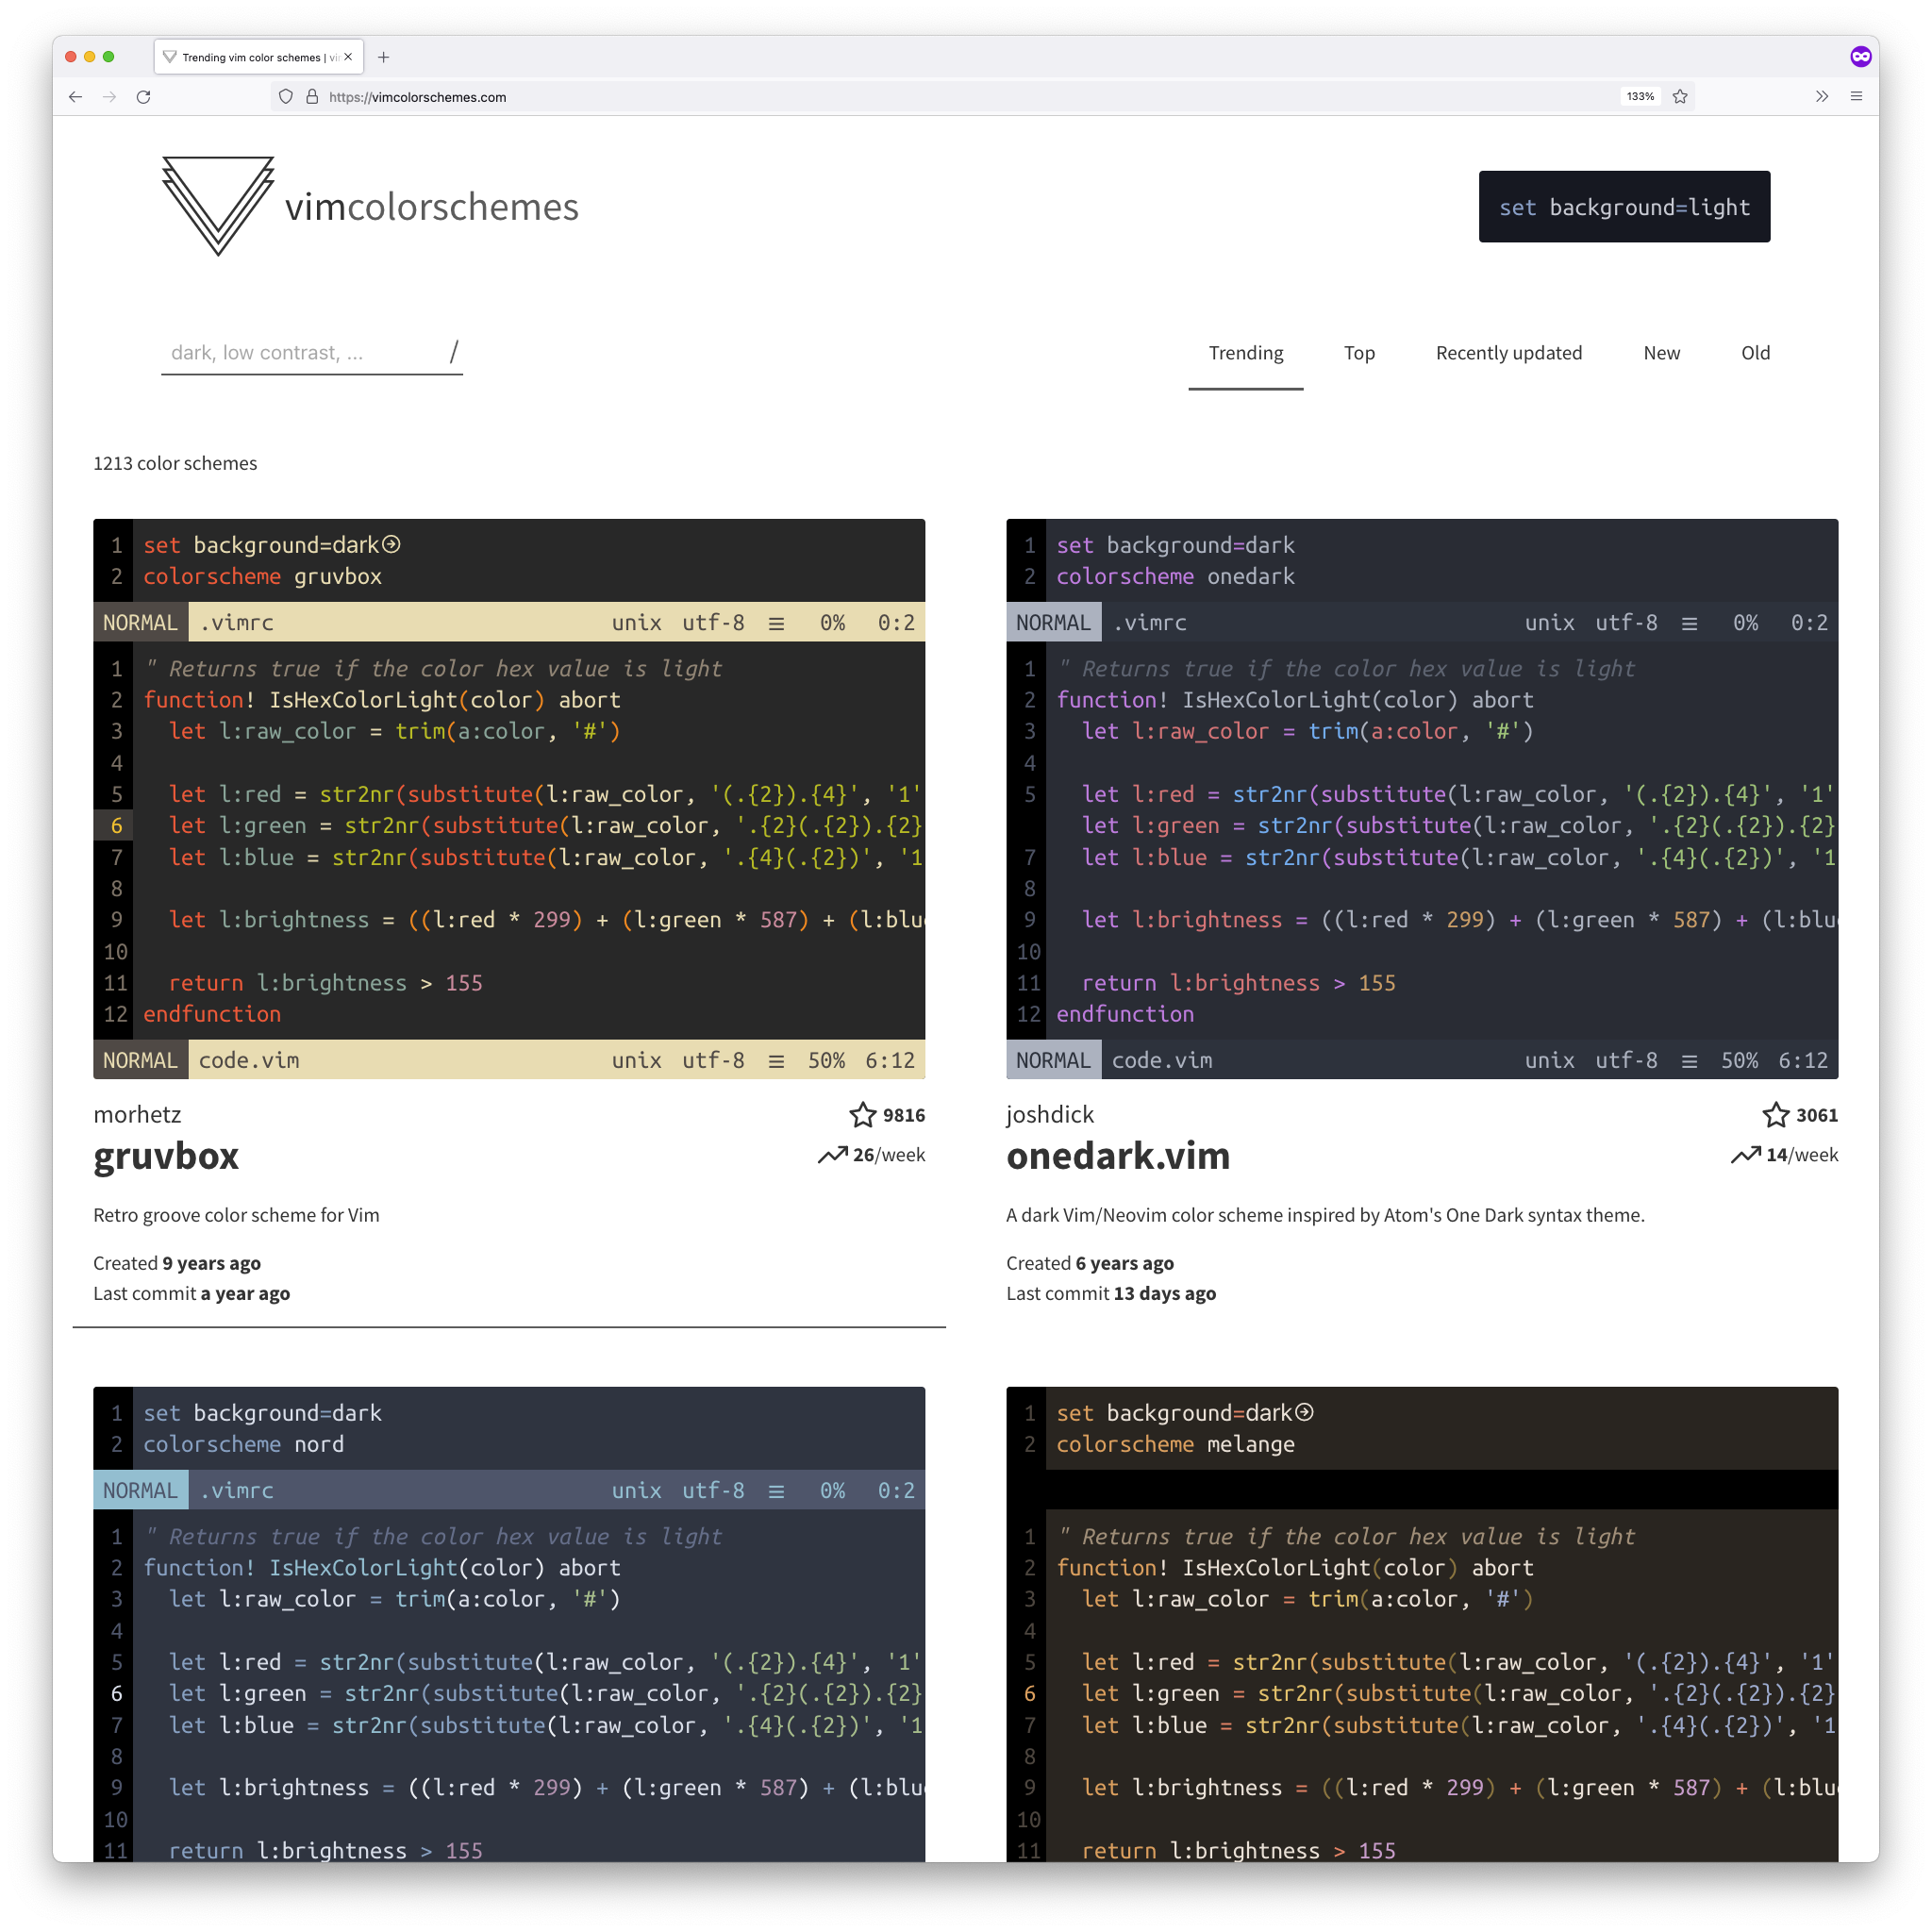 Trending vim color schemes | vi
https://vimcolorschemes.com
133%
vimcolorschemes
set background=light
dark, low contrast, ...
/
Trending
Top
Recently updated
New
Old
1213 color schemes
1 set background=dark
2 colorscheme gruvbox
NORMAL .vimrc unix utf-8 ≡ 0% 0:2
1 " Returns true if the color hex value is light
2 function! IsHexColorLight(color) abort
3 let l:raw_color = trim(a:color, '#')
4
5 let l:red = str2nr(substitute(l:raw_color, '(.{2}).{4}', '1'
6 let l:green = str2nr(substitute(l:raw_color, '.{2}(.{2}).{2}
7 let l:blue = str2nr(substitute(l:raw_color, '.{4}(.{2})', '1
8
9 let l:brightness = ((l:red * 299) + (l:green * 587) + (l:blu
10
11 return l:brightness > 155
12 endfunction
NORMAL code.vim unix utf-8 ≡ 50% 6:12
morhetz
9816
gruvbox
26/week
Retro groove color scheme for Vim
Created 9 years ago
Last commit a year ago
1 set background=dark
2 colorscheme onedark
NORMAL .vimrc unix utf-8 ≡ 0% 0:2
1 " Returns true if the color hex value is light
2 function! IsHexColorLight(color) abort
3 let l:raw_color = trim(a:color, '#')
4
5 let l:red = str2nr(substitute(l:raw_color, '(.{2}).{4}', '1'
let l:green = str2nr(substitute(l:raw_color, '.{2}(.{2}).{2}
7 let l:blue = str2nr(substitute(l:raw_color, '.{4}(.{2})', '1
8
9 let l:brightness = ((l:red * 299) + (l:green * 587) + (l:blu
10
11 return l:brightness > 155
12 endfunction
NORMAL code.vim unix utf-8 ≡ 50% 6:12
joshdick
3061
onedark.vim
14/week
A dark Vim/Neovim color scheme inspired by Atom's One Dark syntax theme.
Created 6 years ago
Last commit 13 days ago
1 set background=dark
2 colorscheme nord
NORMAL .vimrc unix utf-8 ≡ 0% 0:2
1 " Returns true if the color hex value is light
2 function! IsHexColorLight(color) abort
3 let l:raw_color = trim(a:color, '#')
4
5 let l:red = str2nr(substitute(l:raw_color, '(.{2}).{4}', '1'
6 let l:green = str2nr(substitute(l:raw_color, '.{2}(.{2}).{2}
7 let l:blue = str2nr(substitute(l:raw_color, '.{4}(.{2})', '1
8
9 let l:brightness = ((l:red * 299) + (l:green * 587) + (l:blu
10
11 return l:brightness > 155
1 set background=dark
2 colorscheme melange
1 " Returns true if the color hex value is light
2 function! IsHexColorLight(color) abort
3 let l:raw_color = trim(a:color, '#')
4
5 let l:red = str2nr(substitute(l:raw_color, '(.{2}).{4}', '1'
6 let l:green = str2nr(substitute(l:raw_color, '.{2}(.{2}).{2}
7 let l:blue = str2nr(substitute(l:raw_color, '.{4}(.{2})', '1
8
9 let l:brightness = ((l:red * 299) + (l:green * 587) + (l:blu
10
11 return l:brightness > 155